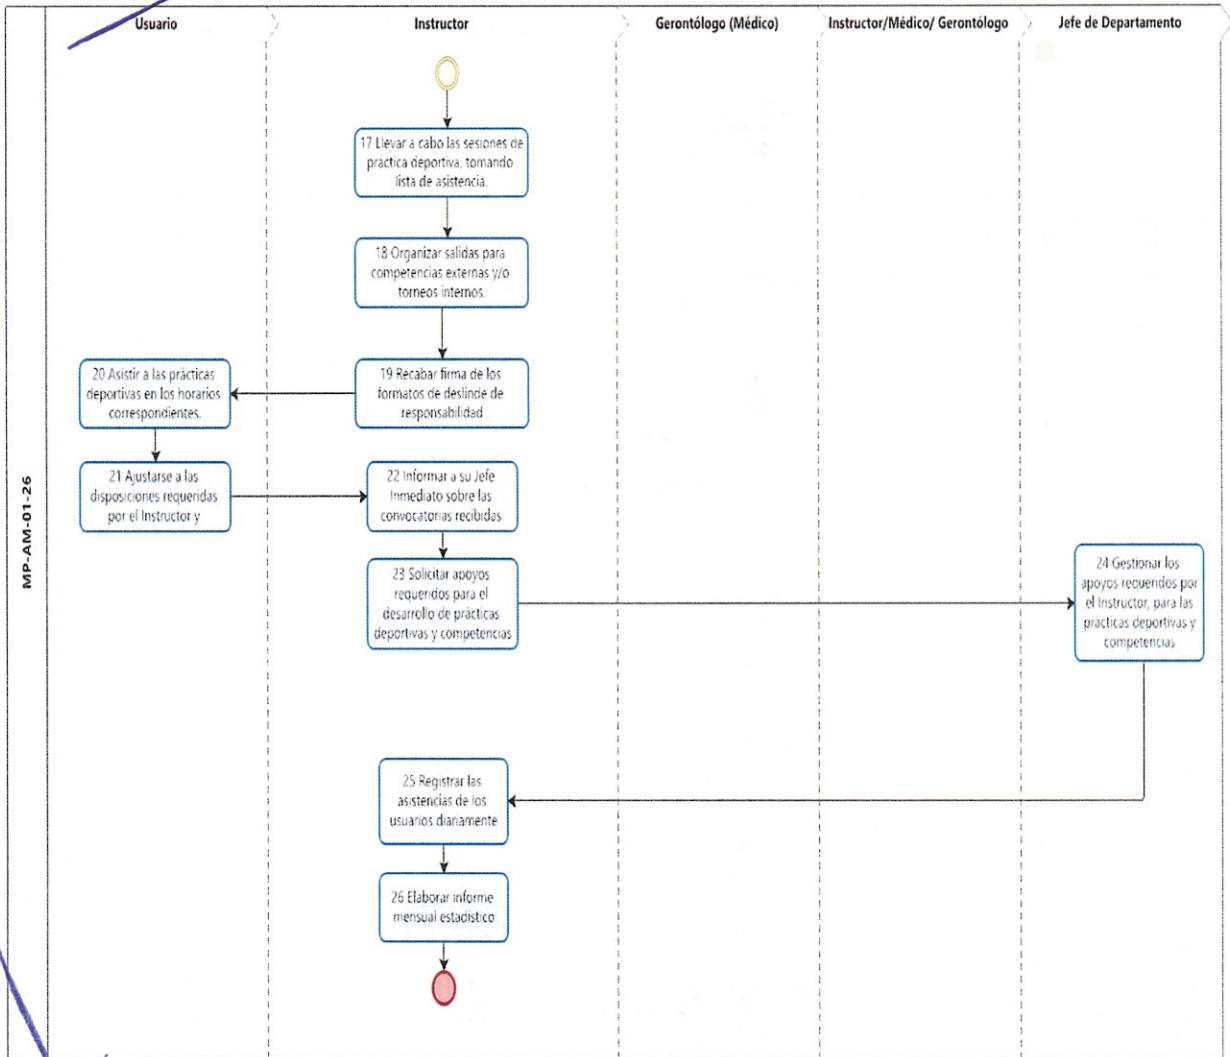 Usuario
Instructor
Gerontólogo (Médico)
Instructor/Médico/ Gerontólogo
Jefe de Departamento
MP-AM-01-26
17 Llevar a cabo las sesiones de
práctica deportiva, tomando
lista de asistencia.
18 Organizar salidas para
competencias externas y/o
torneos internos.
19 Recabar firma de los
formatos de deslinde de
responsabilidad
20 Asistir a las prácticas
deportivas en los horarios
correspondientes.
21 Ajustarse a las
disposiciones requeridas
por el Instructor y
22 Informar a su Jefe
Inmediato sobre las
convocatorias recibidas
23 Solicitar apoyos
requeridos para el
desarrollo de prácticas
deportivas y competencias
24 Gestionar los
apoyos requeridos por
el Instructor, para las
prácticas deportivas y
competencias
25 Registrar las
asistencias de los
usuarios diariamente
26 Elaborar informe
mensual estadístico